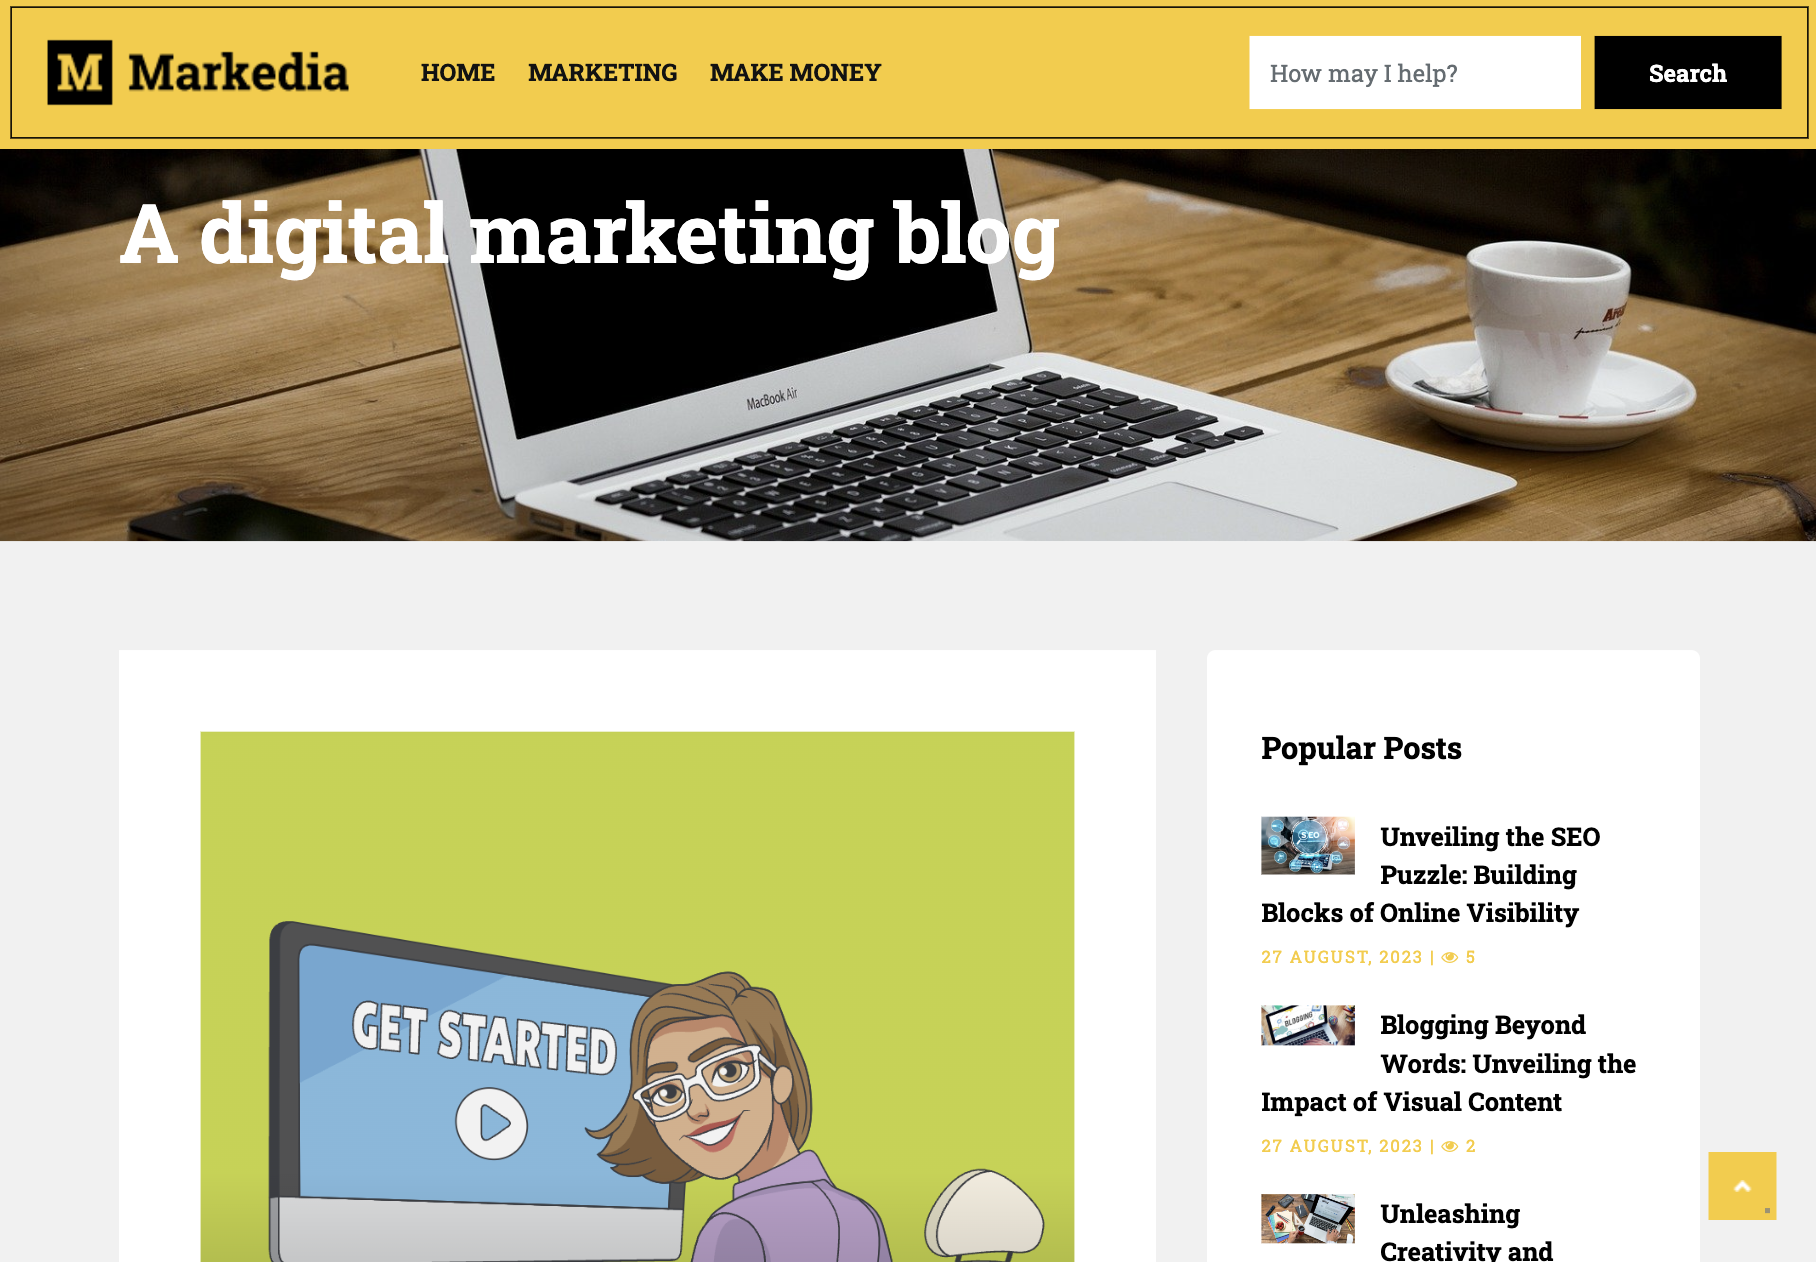 M Markedia
HOME MARKETING MAKE MONEY
How may I help?
Search
A digital marketing blog
MacBook Air
GET STARTED
Popular Posts
SEO
Unveiling the SEO
Puzzle: Building
Blocks of Online Visibility
27 AUGUST, 2023 | 5
BLOGGING
Blogging Beyond
Words: Unveiling the
Impact of Visual Content
27 AUGUST, 2023 | 2
Unleashing
Creativity and